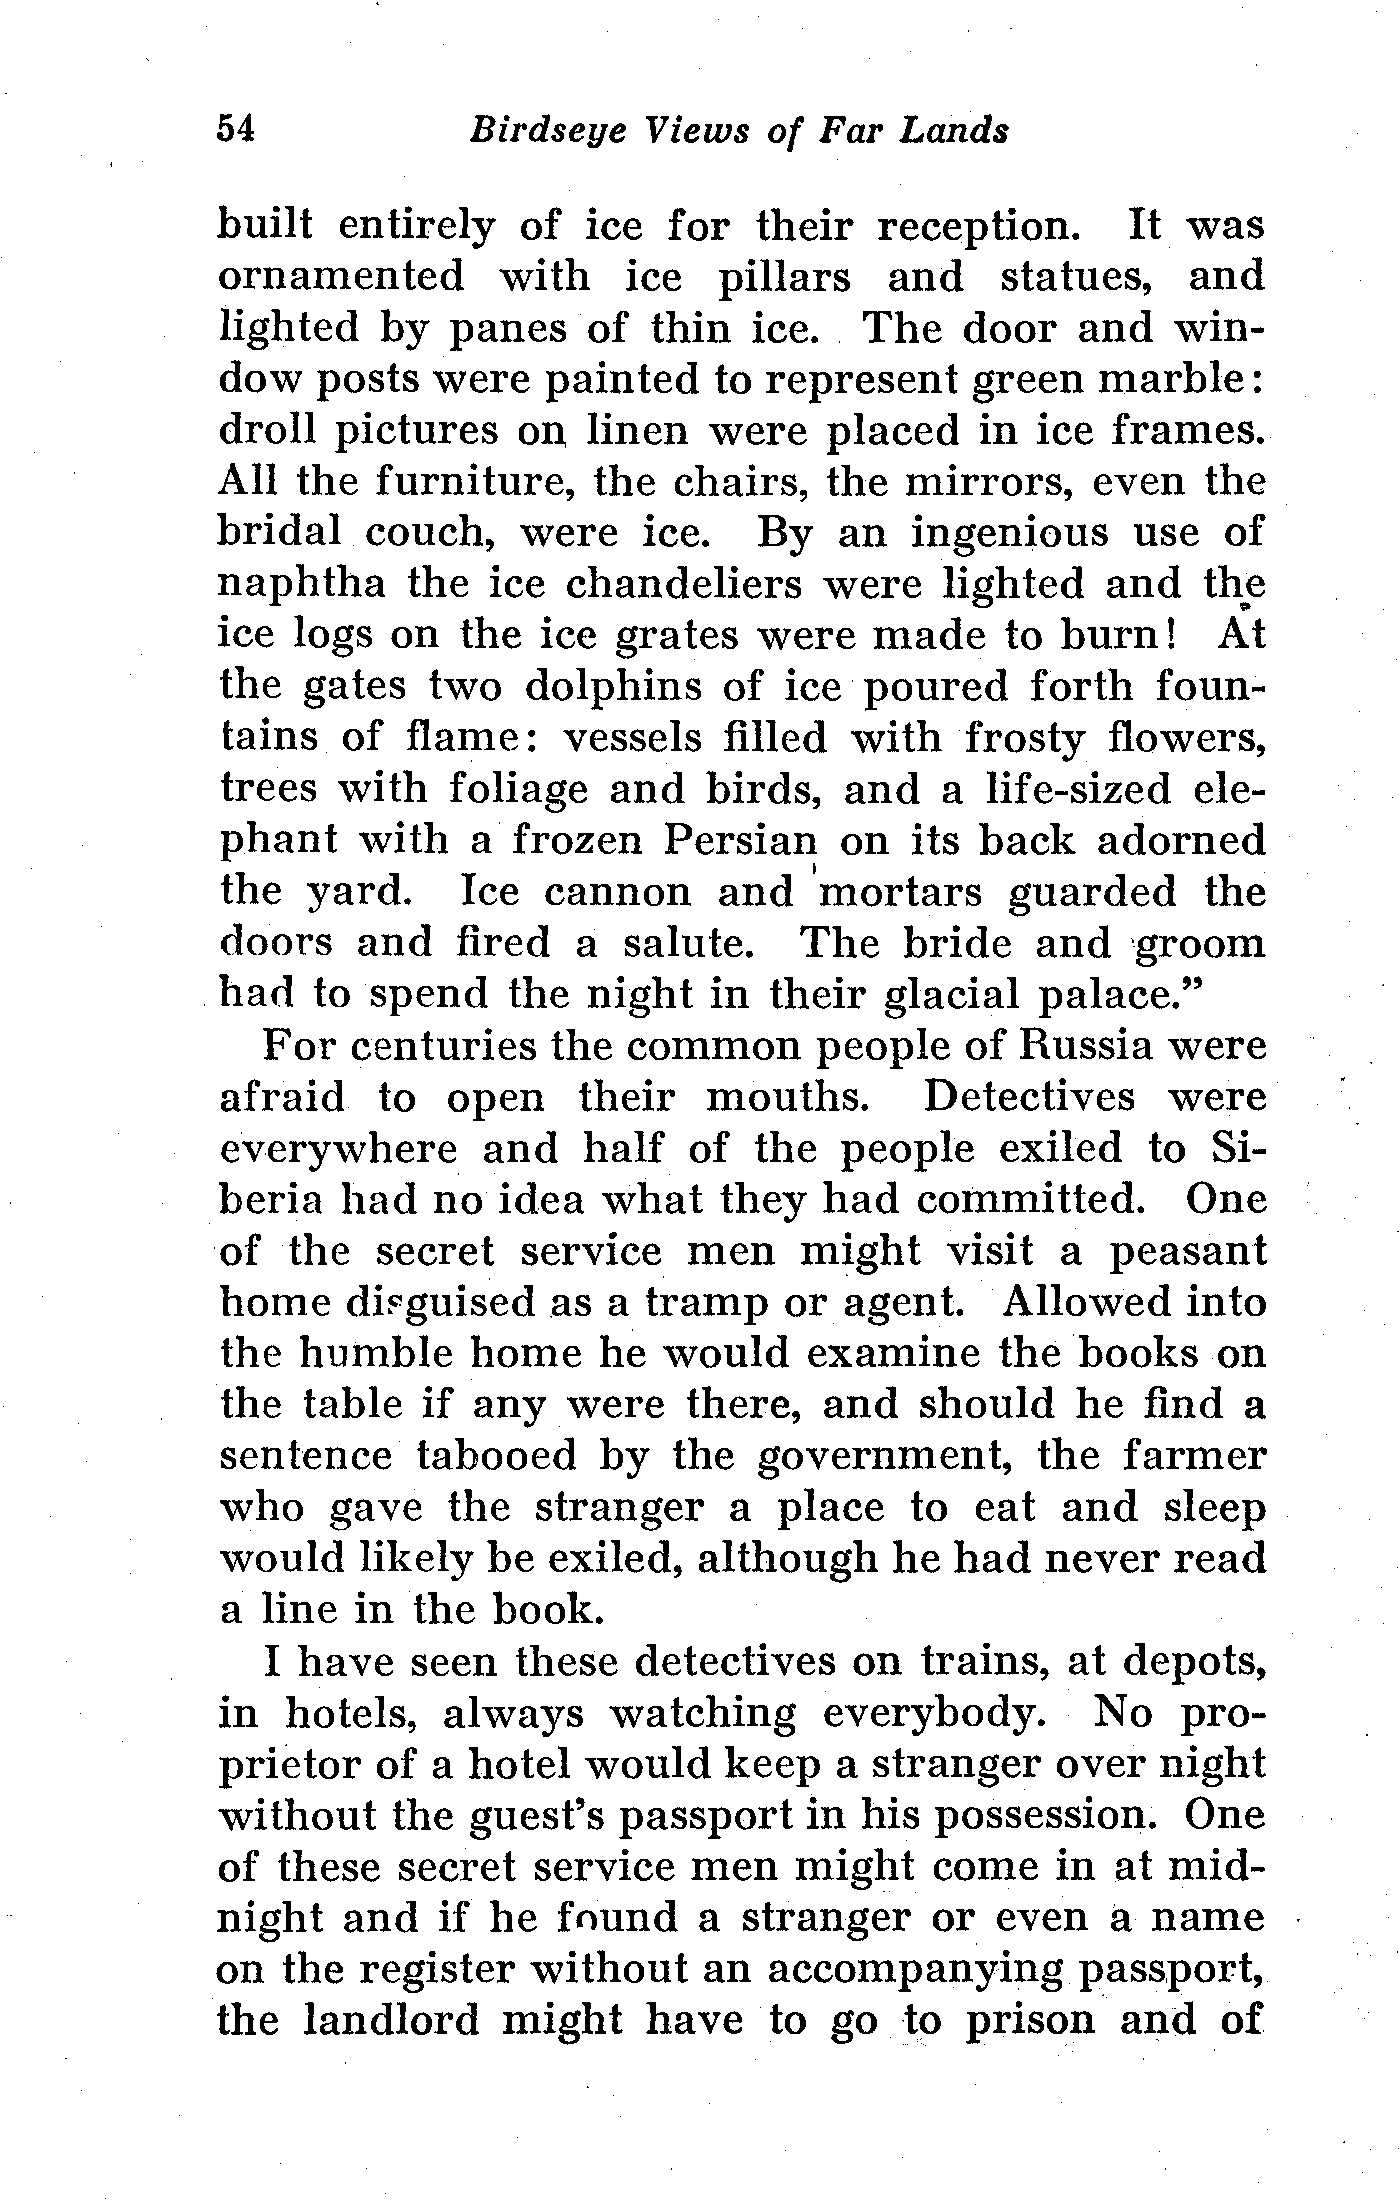 54 Birdseye Views of Far Lands
built entirely of ice for their reception. It was
ornamented with ice pillars and statues, and
lighted by panes of thin ice. The door and win-
dow posts were painted to represent green marble:
droll pictures on linen were placed in ice frames.
All the furniture, the chairs, the mirrors, even the
bridal couch, were ice. By an ingenious use of
naphtha the ice chandeliers were lighted and the
ice logs on the ice grates were made to burn! At
the gates two dolphins of ice poured forth foun-
tains of flame: vessels filled with frosty flowers,
trees with foliage and birds, and a life-sized ele-
phant with a frozen Persian on its back adorned
the yard. Ice cannon and mortars guarded the
doors and fired a salute. The bride and groom
had to spend the night in their glacial palace."
For centuries the common people of Russia were
afraid to open their mouths. Detectives were
everywhere and half of the people exiled to Si-
beria had no idea what they had committed. One
of the secret service men might visit a peasant
home disguised as a tramp or agent. Allowed into
the humble home he would examine the books on
the table if any were there, and should he find a
sentence tabooed by the government, the farmer
who gave the stranger a place to eat and sleep
would likely be exiled, although he had never read
a line in the book.
I have seen these detectives on trains, at depots,
in hotels, always watching everybody. No pro-
prietor of a hotel would keep a stranger over night
without the guest's passport in his possession. One
of these secret service men might come in at mid-
night and if he found a stranger or even a name
on the register without an accompanying passport,
the landlord might have to go to prison and of